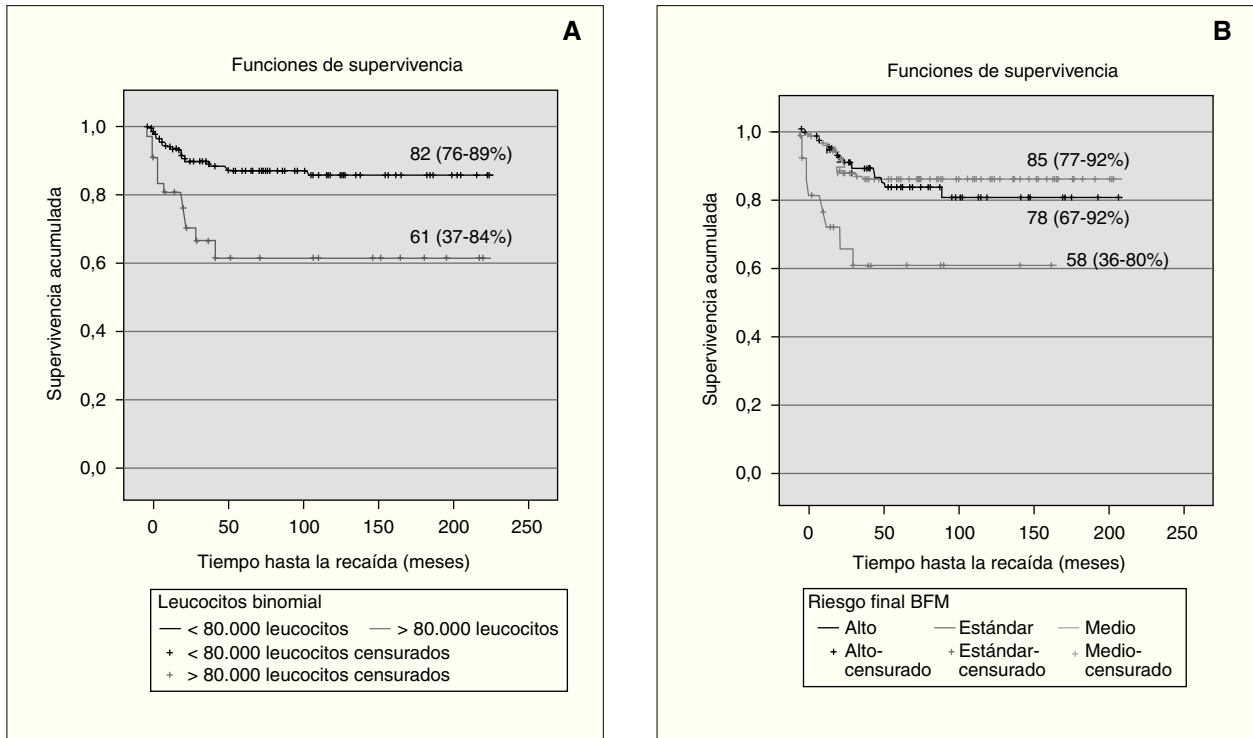 A
Funciones de supervivencia
Supervivencia acumulada
1,0
0,8
0,6
0,4
0,2
0,0
82 (76-89%)
61 (37-84%)
0 50 100 150 200 250
Tiempo hasta la recaída (meses)
Leucocitos binomial
< 80.000 leucocitos > 80.000 leucocitos
< 80.000 leucocitos censurados
> 80.000 leucocitos censurados
B
Funciones de supervivencia
Supervivencia acumulada
1,0
0,8
0,6
0,4
0,2
0,0
85 (77-92%)
78 (67-92%)
58 (36-80%)
0 50 100 150 200 250
Tiempo hasta la recaída (meses)
Riesgo final BFM
Alto Estándar Medio
Alto- Estándar- Medio-
censurado censurado censurado